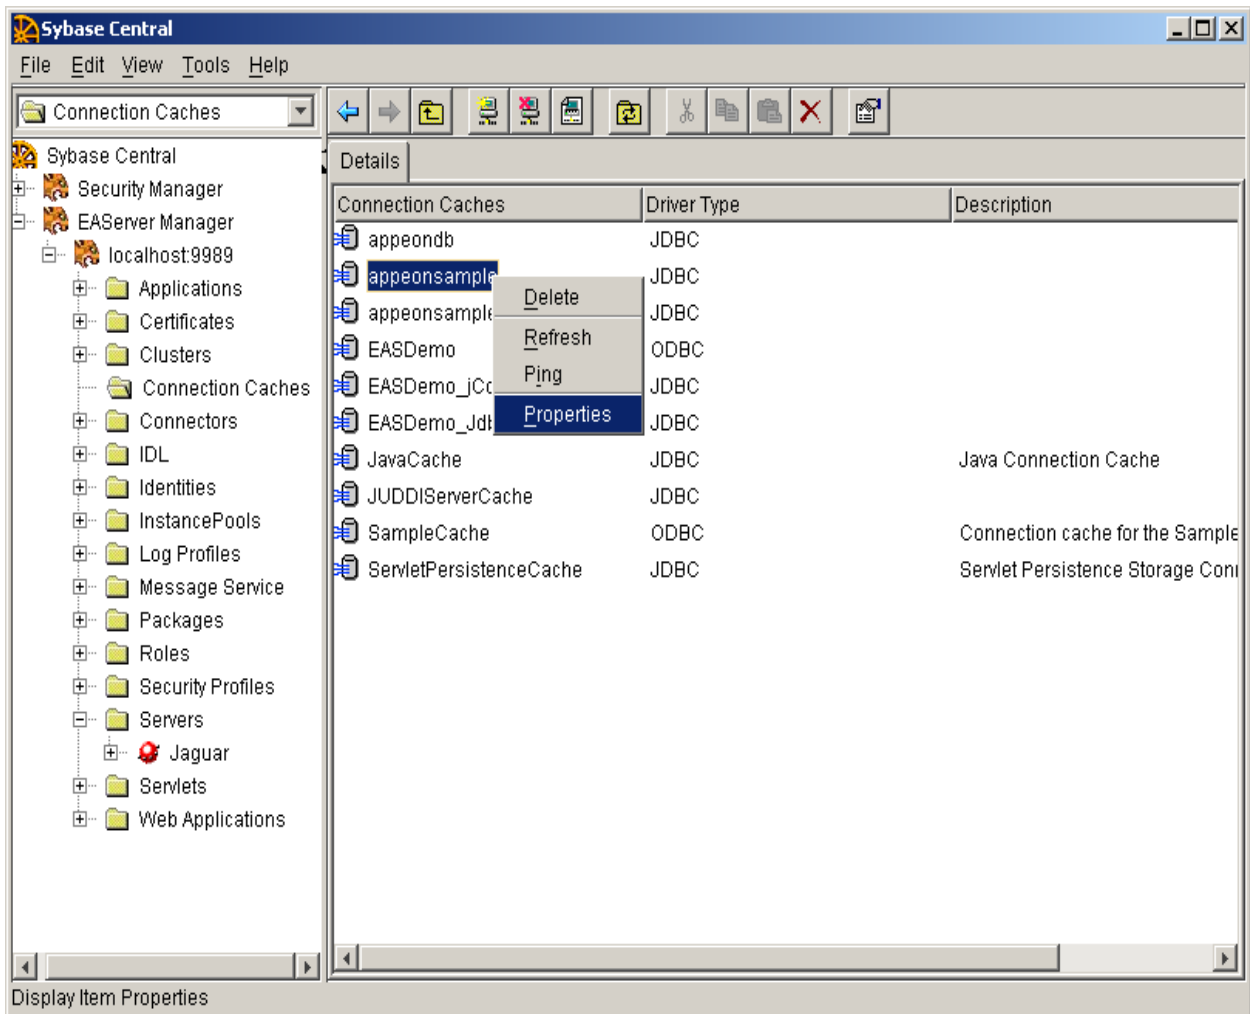 Sybase Central
File Edit View Tools Help
Connection Caches
Sybase Central
Security Manager
EAServer Manager
localhost:9989
Applications
Certificates
Clusters
Connection Caches
Connectors
IDL
Identities
InstancePools
Log Profiles
Message Service
Packages
Roles
Security Profiles
Servers
Jaguar
Servlets
Web Applications
Details
Connection Caches Driver Type Description
appeondb JDBC
appeonsample JDBC
appeonsample JDBC
EASDemo ODBC
EASDemo_jCo JDBC
EASDemo_Jdb JDBC
JavaCache JDBC Java Connection Cache
JUDDIServerCache JDBC
SampleCache ODBC Connection cache for the Sample
ServletPersistenceCache JDBC Servlet Persistence Storage Conn
Delete
Refresh
Ping
Properties
Display Item Properties